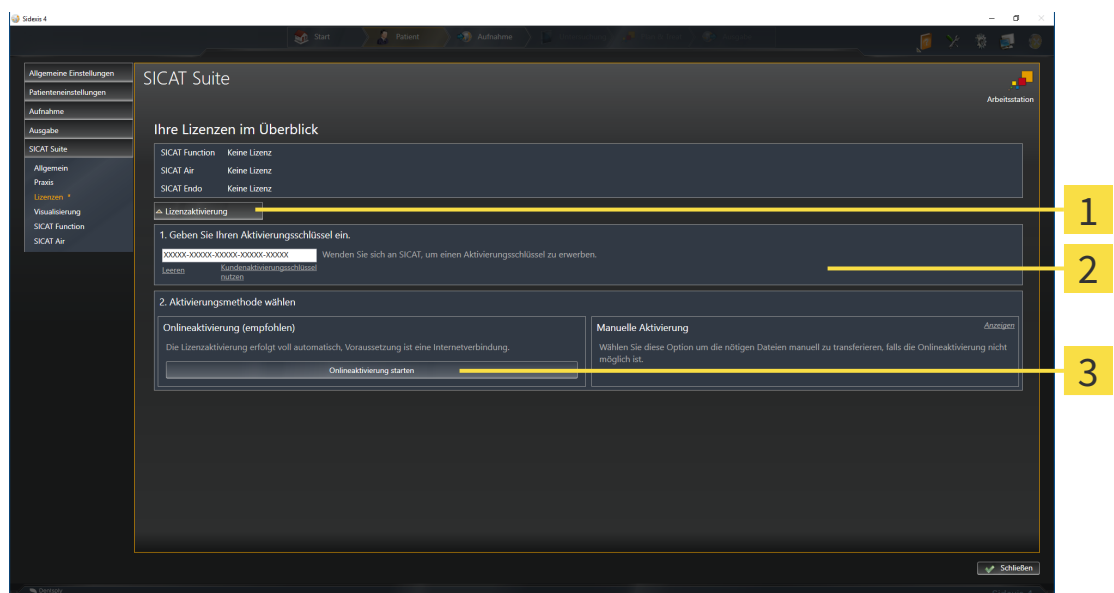 Sidexis 4
Start
Patient
Aufnahme
Allgemeine Einstellungen
Patienteneinstellungen
Aufnahme
Ausgabe
SICAT Suite
Allgemein
Praxis
Lizenzen *
Visualisierung
SICAT Function
SICAT Air
SICAT Suite
Arbeitsstation
Ihre Lizenzen im Überblick
SICAT Function Keine Lizenz
SICAT Air Keine Lizenz
SICAT Endo Keine Lizenz
Lizenzaktivierung
1. Geben Sie Ihren Aktivierungsschlüssel ein.
XXXXX-XXXXX-XXXXX-XXXXX-XXXXX
Wenden Sie sich an SICAT, um einen Aktivierungsschlüssel zu erwerben.
Leeren
Kundenaktivierungsschlüssel
nutzen
2. Aktivierungsmethode wählen
Onlineaktivierung (empfohlen)
Die Lizenzaktivierung erfolgt voll automatisch, Voraussetzung ist eine Internetverbindung.
Onlineaktivierung starten
Manuelle Aktivierung
Anzeigen
Wählen Sie diese Option um die nötigen Dateien manuell zu transferieren, falls die Onlineaktivierung nicht
möglich ist.
Schließen
1
2
3